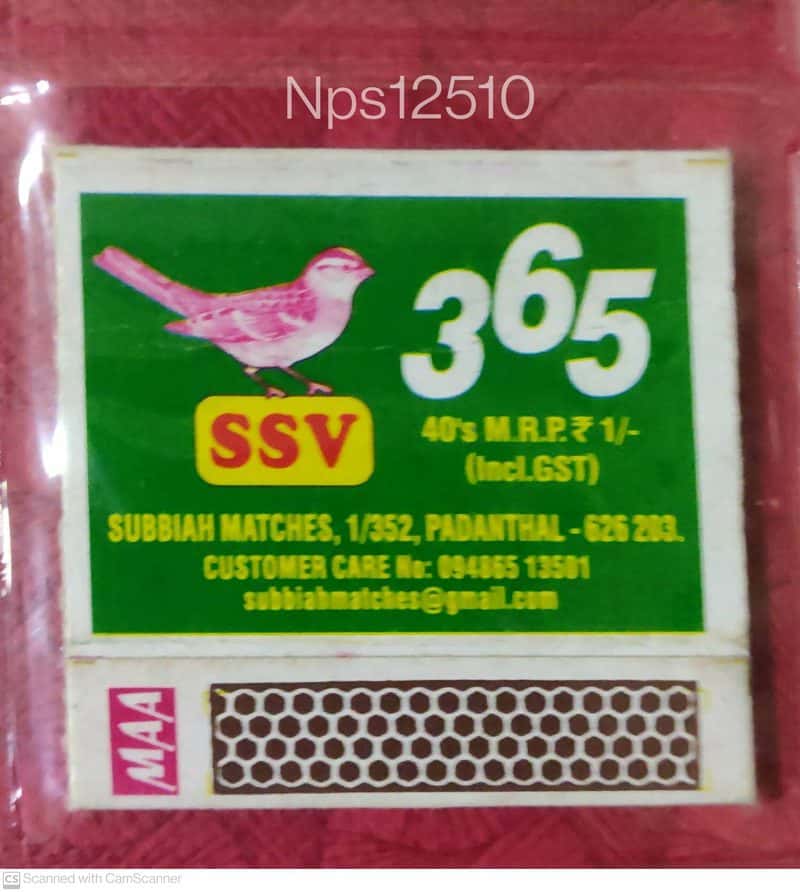 Nps12510
365
SSV
40's M.R.P. ₹ 1/-
(Incl.GST)
SUBBIAH MATCHES, 1/352, PADANTHAL - 626 203.
CUSTOMER CARE No: 094865 13501
subbiahmatches@gmail.com
MAA
CS Scanned with CamScanner